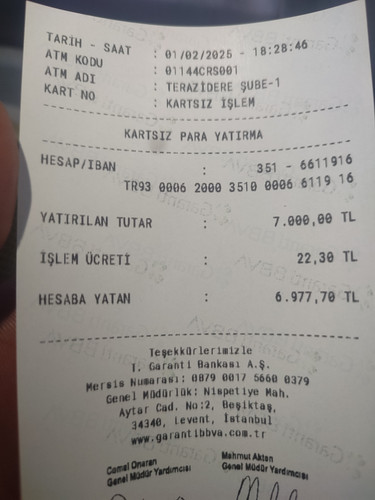 TARİH - SAAT : 01/02/2025 - 18:28:46
ATM KODU : 01144CRS001
ATM ADI : TERAZİDERE ŞUBE-1
KART NO : KARTSIZ İŞLEM
KARTSIZ PARA YATIRMA
HESAP/IBAN : 351 - 6611916
TR93 0006 2000 3510 0006 6119 16
YATIRILAN TUTAR : 7.000,00 TL
İŞLEM ÜCRETİ : 22,30 TL
HESABA YATAN : 6.977,70 TL
Teşekkürlerimizle
T. Garanti Bankası A.Ş.
Mersis Numarası: 0879 0017 5660 0379
Genel Müdürlük: Nispetiye Mah.
Aytar Cad. No:2, Beşiktaş,
34340, Levent, İstanbul
www.garantibbva.com.tr
Cemal Onaran Mahmut Akten
Genel Müdür Yardımcısı Genel Müdür Yardımcısı